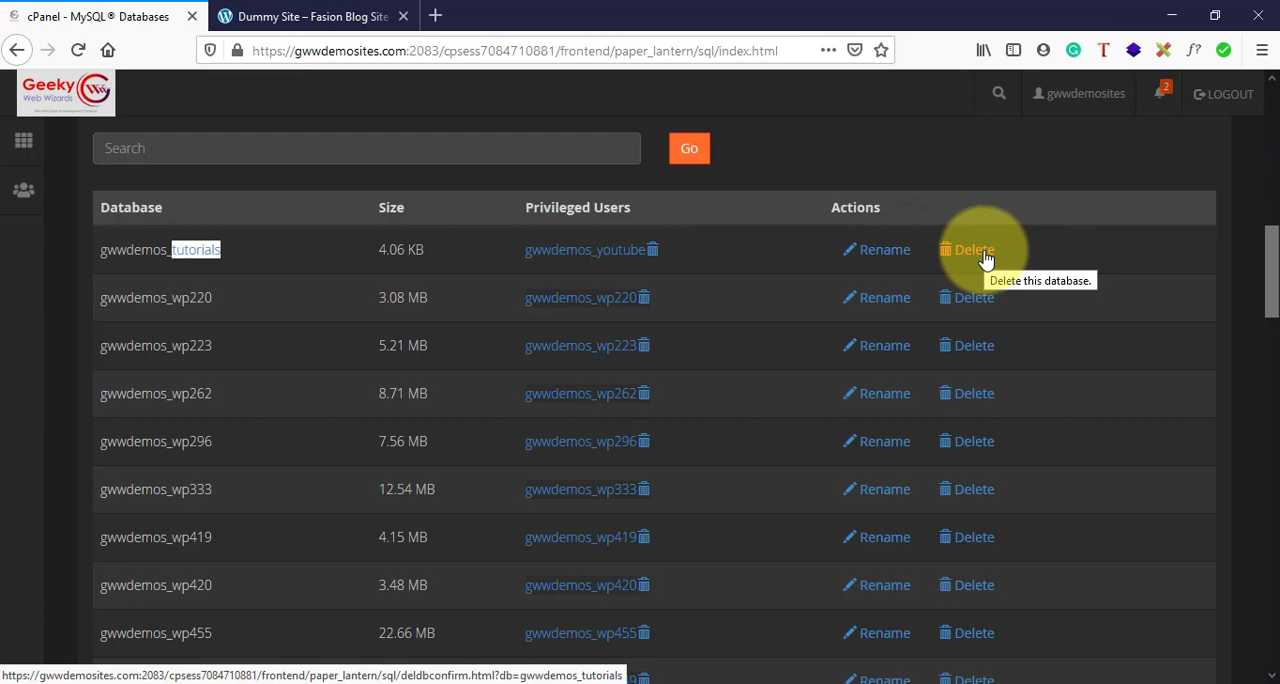 cPanel - MySQL® Databases
Dummy Site – Fasion Blog Site
https://gwwdemosites.com:2083/cpsess7084710881/frontend/paper_lantern/sql/index.html
Geeky
Web Wizards
gwwdemosites
2
LOGOUT
Search
Go
Database Size Privileged Users Actions
gwwdemos_tutorials 4.06 KB gwwdemos_youtube Rename Delete
Delete this database.
gwwdemos_wp220 3.08 MB gwwdemos_wp220 Rename Delete
gwwdemos_wp223 5.21 MB gwwdemos_wp223 Rename Delete
gwwdemos_wp262 8.71 MB gwwdemos_wp262 Rename Delete
gwwdemos_wp296 7.56 MB gwwdemos_wp296 Rename Delete
gwwdemos_wp333 12.54 MB gwwdemos_wp333 Rename Delete
gwwdemos_wp419 4.15 MB gwwdemos_wp419 Rename Delete
gwwdemos_wp420 3.48 MB gwwdemos_wp420 Rename Delete
gwwdemos_wp455 22.66 MB gwwdemos_wp455 Rename Delete
Rename Delete
https://gwwdemosites.com:2083/cpsess7084710881/frontend/paper_lantern/sql/deldbconfirm.html?db=gwwdemos_tutorials